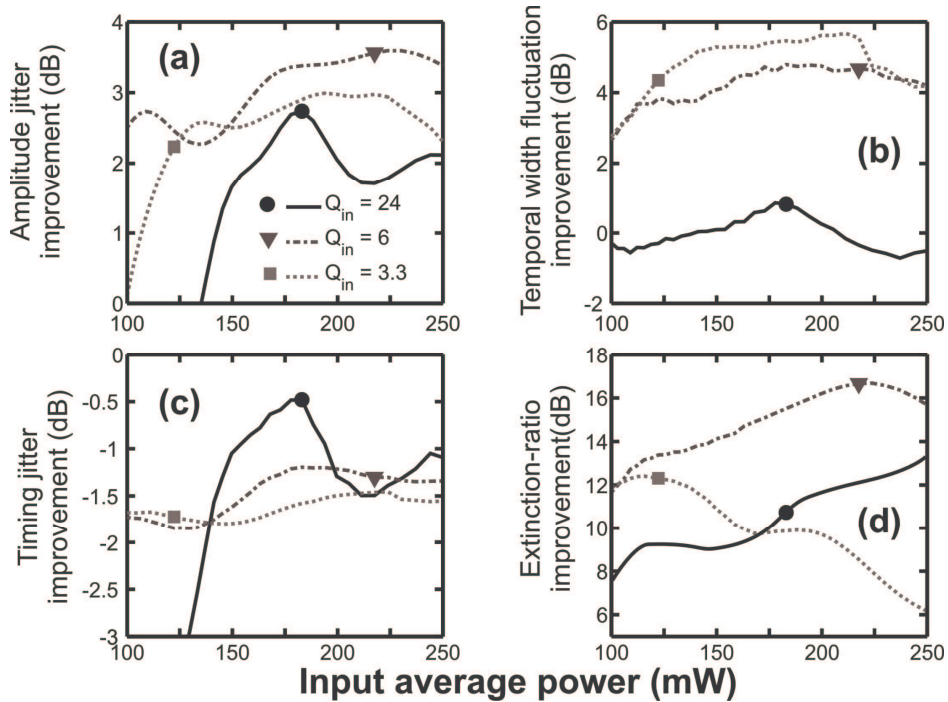 Amplitude jitter
improvement (dB)
4
3
2
1
0
(a)
Q_in = 24
Q_in = 6
Q_in = 3.3
100 150 200 250
Temporal width fluctuation
improvement (dB)
6
4
2
0
-2
(b)
100 150 200 250
Timing jitter
improvement (dB)
0
-0.5
-1
-1.5
-2
-2.5
-3
(c)
100 150 200 250
Extinction-ratio
improvement(dB)
18
16
14
12
10
8
6
(d)
100 150 200 250
Input average power (mW)